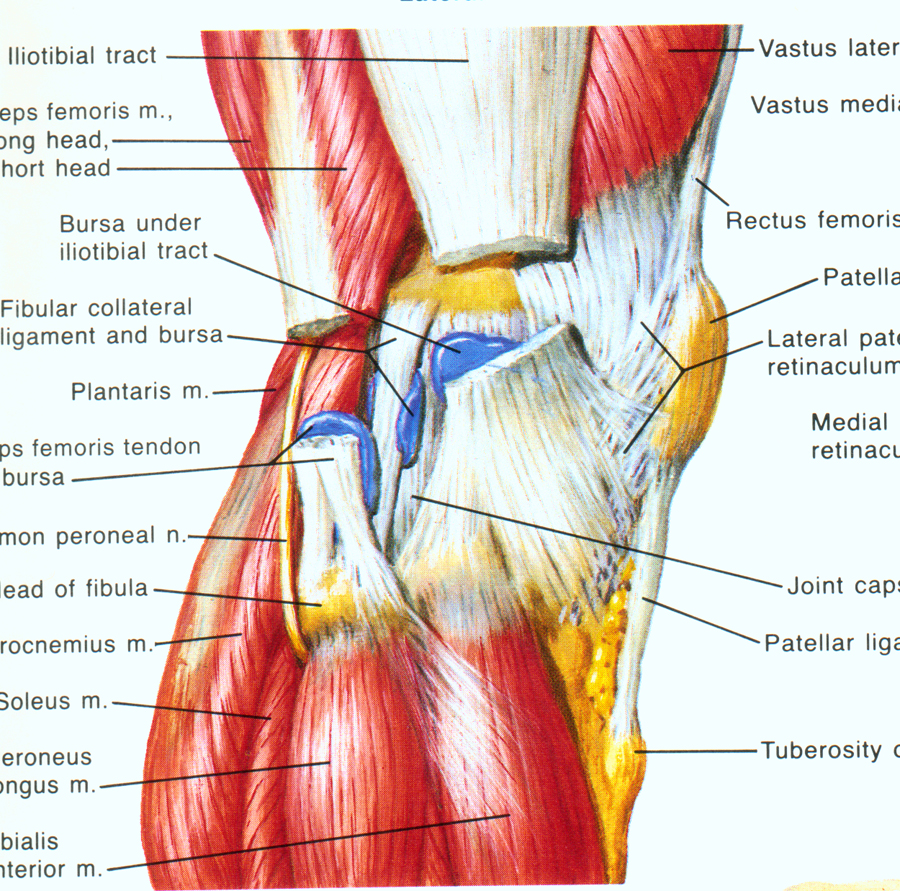 Iliotibial tract
eps femoris m.,
ong head,
hort head
Bursa under
iliotibial tract
Fibular collateral
ligament and bursa
Plantaris m.
ps femoris tendon
bursa
mon peroneal n.
ead of fibula
rocnemius m.
Soleus m.
eroneus
ongus m.
bialis
nterior m.
Vastus later
Vastus media
Rectus femoris
Patella
Lateral pate
retinaculum
Medial
retinacu
Joint caps
Patellar liga
Tuberosity o